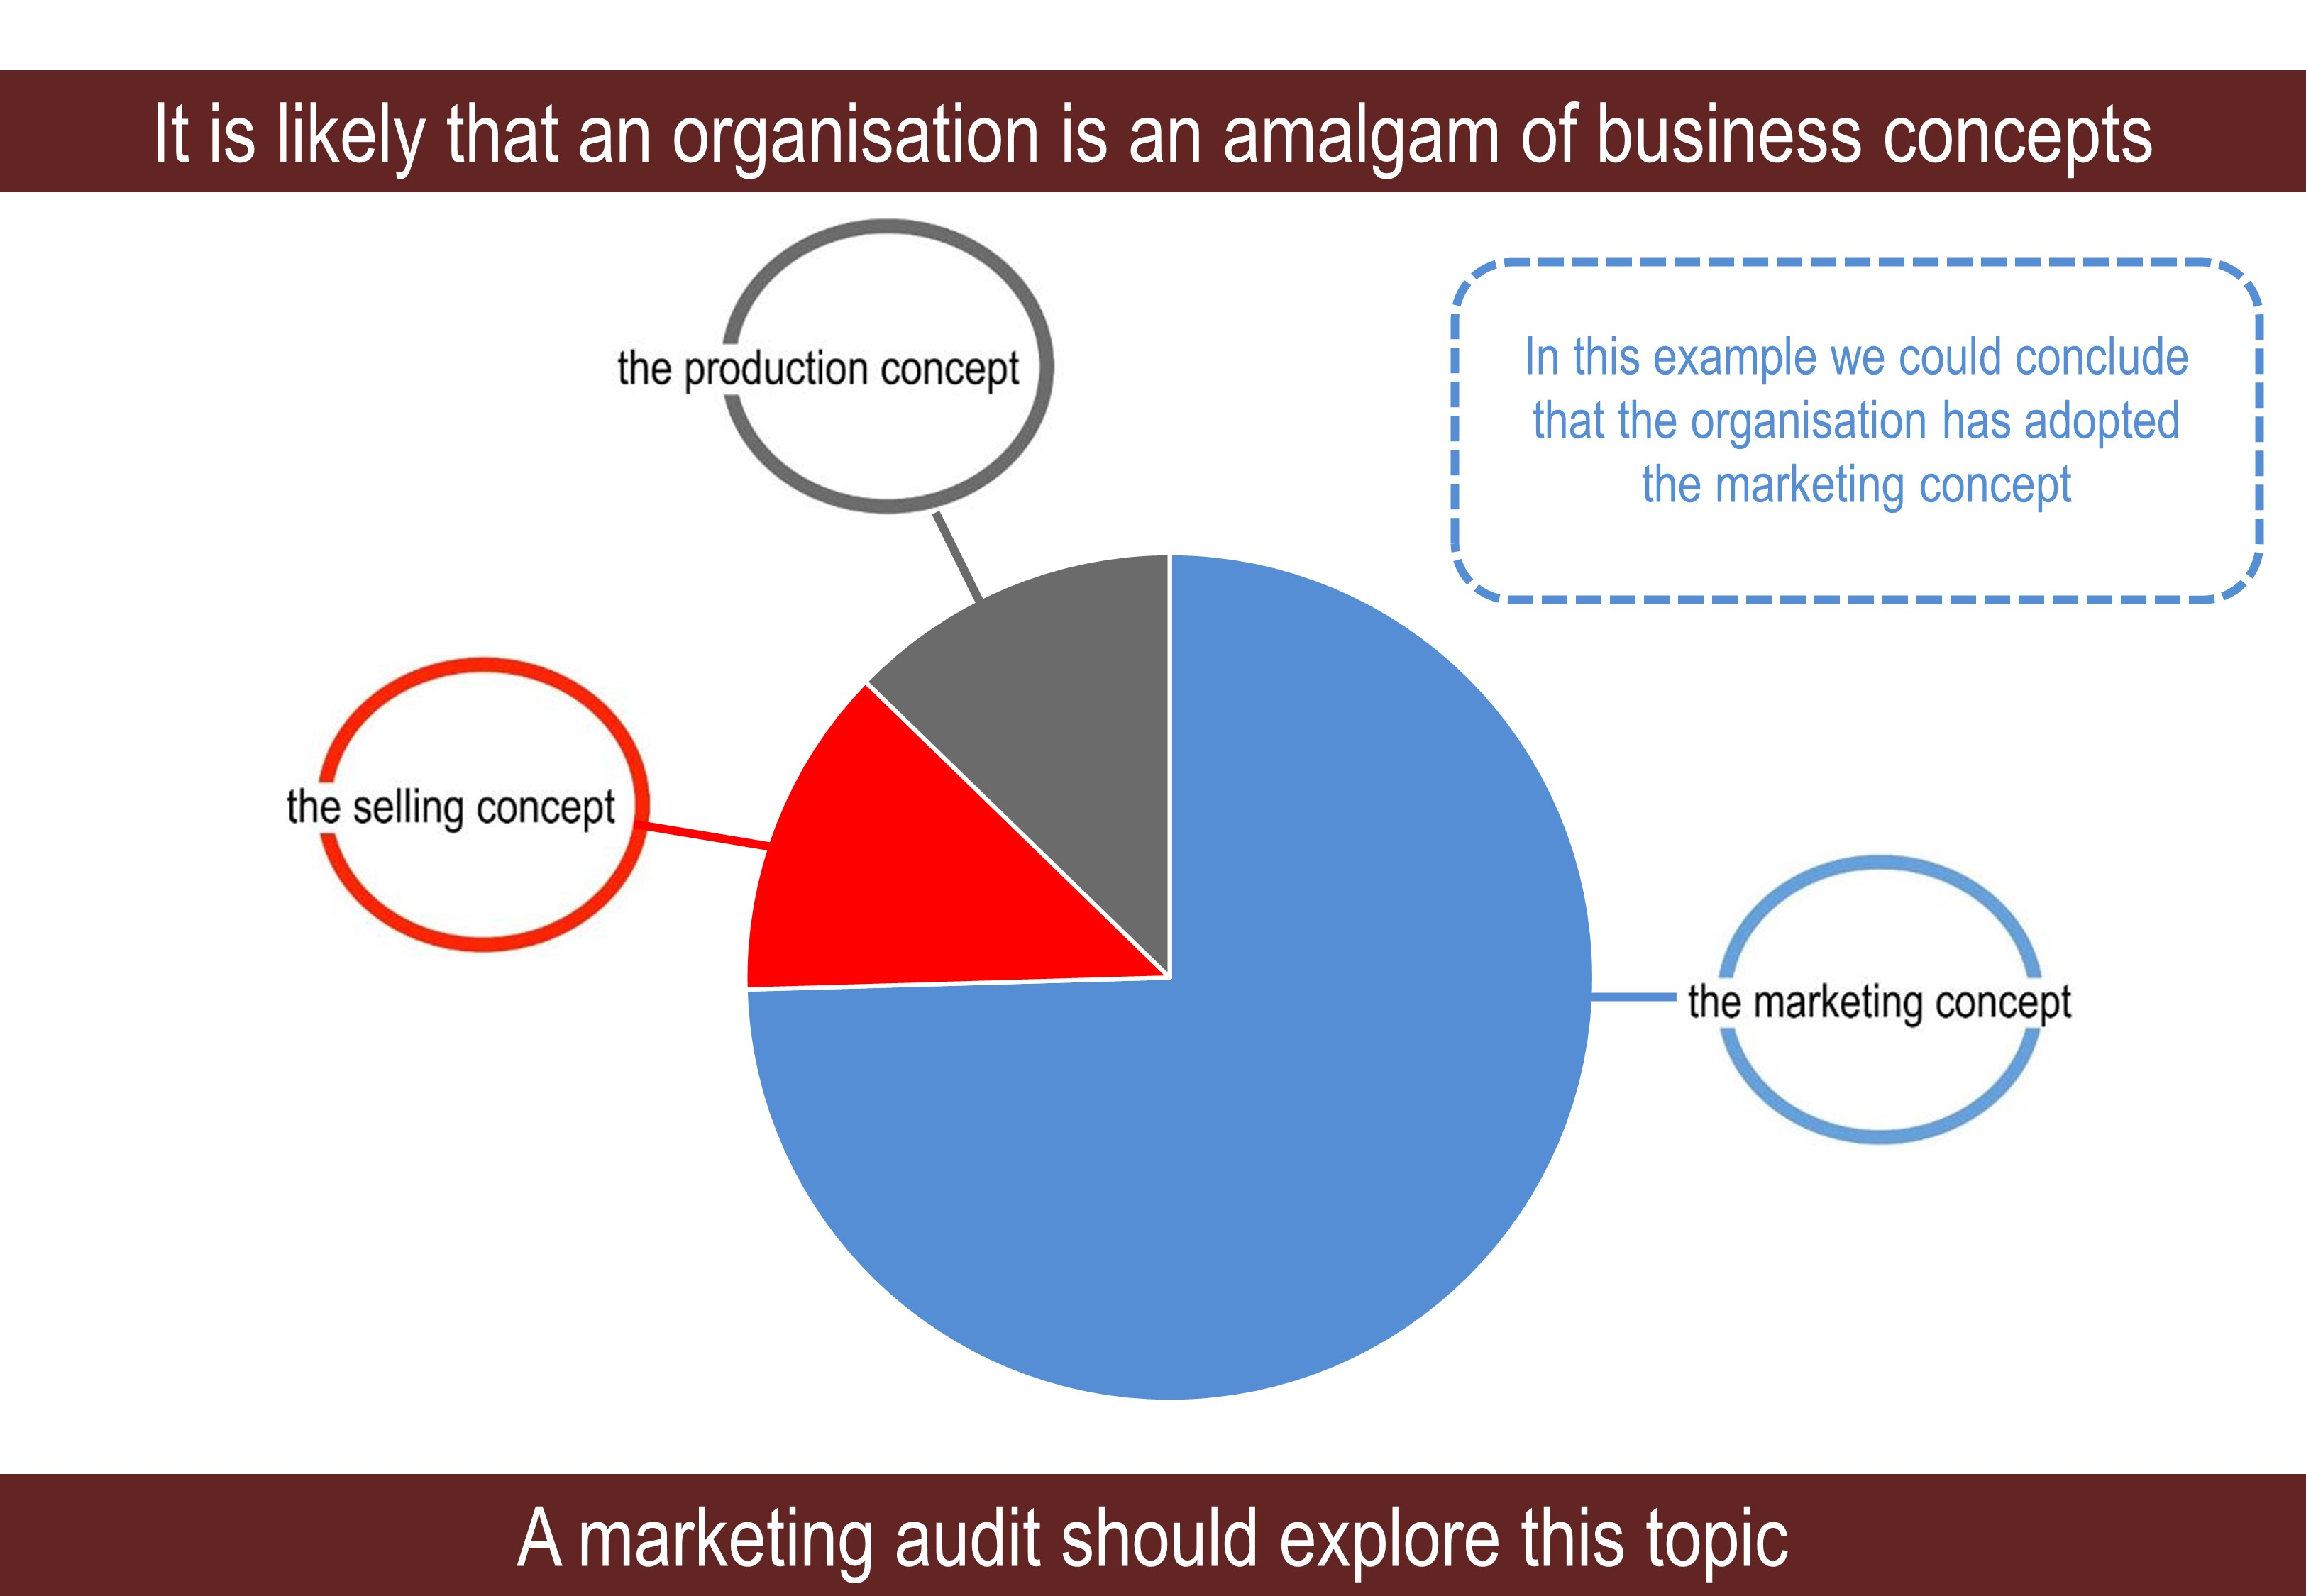 It is likely that an organisation is an amalgam of business concepts
the production concept
In this example we could conclude
that the organisation has adopted
the marketing concept
the selling concept
the marketing concept
A marketing audit should explore this topic